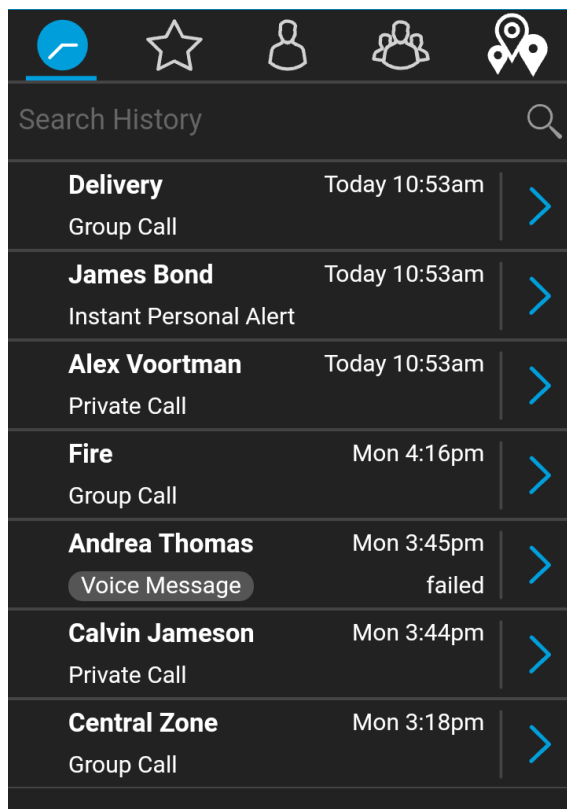 Search History
Delivery Today 10:53am
Group Call
James Bond Today 10:53am
Instant Personal Alert
Alex Voortman Today 10:53am
Private Call
Fire Mon 4:16pm
Group Call
Andrea Thomas Mon 3:45pm
Voice Message failed
Calvin Jameson Mon 3:44pm
Private Call
Central Zone Mon 3:18pm
Group Call